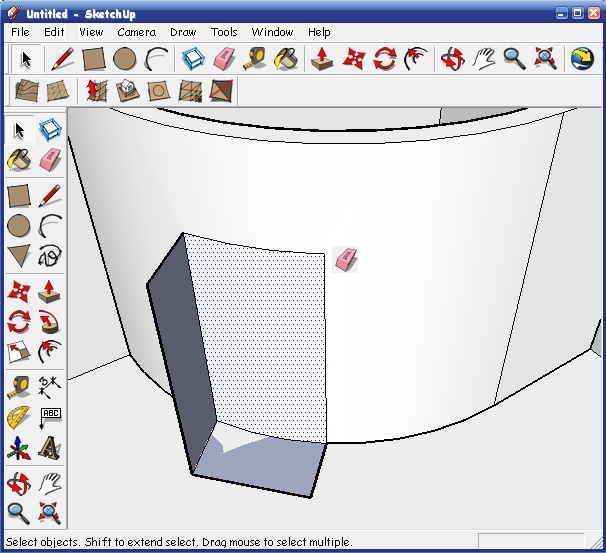 Untitled - SketchUp
File Edit View Camera Draw Tools Window Help
ABC
Select objects. Shift to extend select. Drag mouse to select multiple.